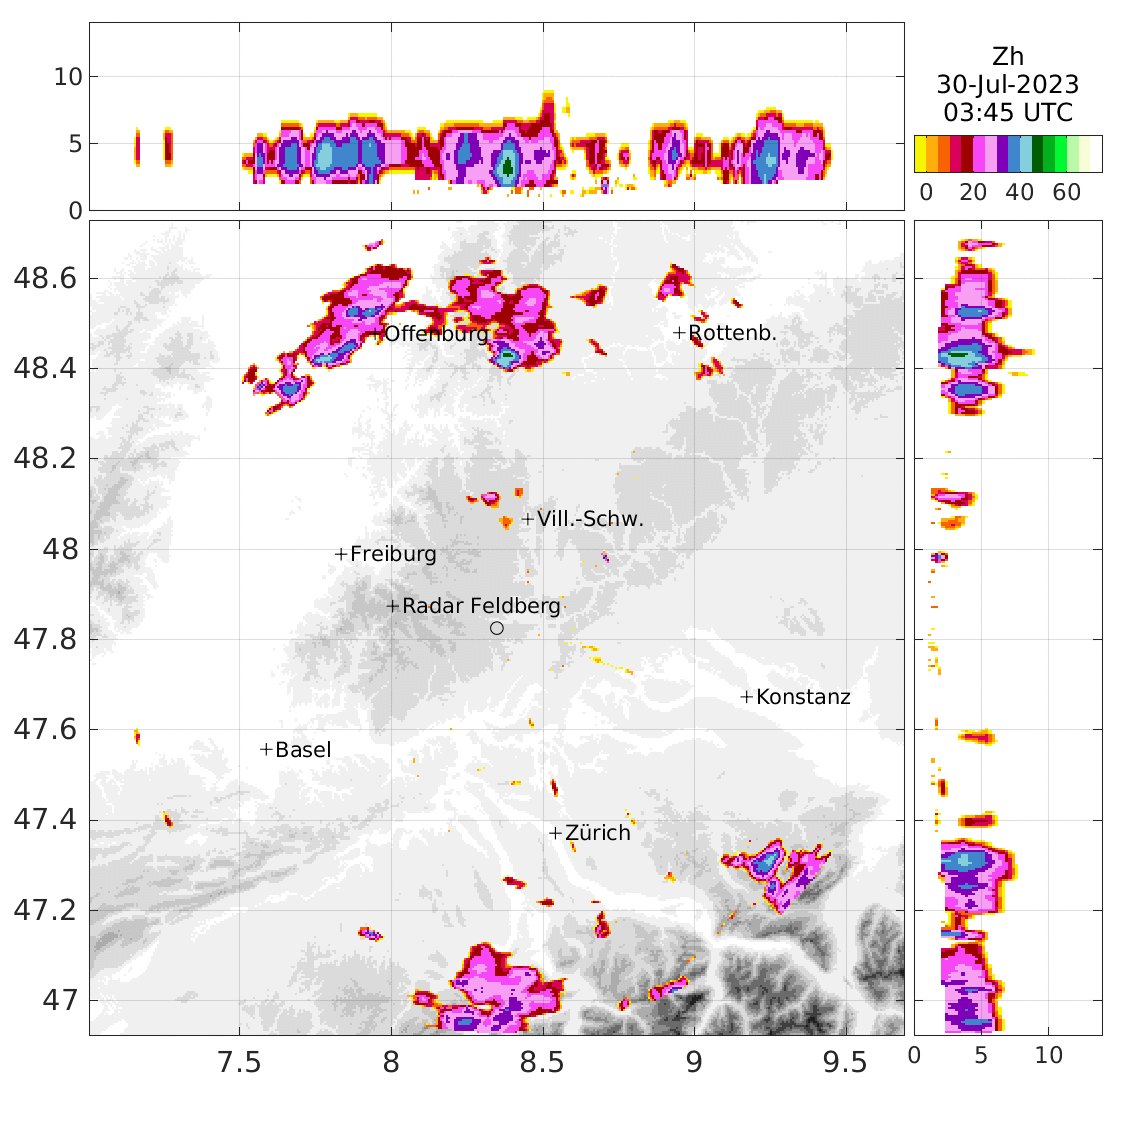 10
5
0
Zh
30-Jul-2023
03:45 UTC
0 20 40 60
48.6
48.4
48.2
48
47.8
47.6
47.4
47.2
47
Offenburg
Rottenb.
Vill.-Schw.
Freiburg
Radar Feldberg
Konstanz
Basel
Zürich
7.5 8 8.5 9 9.5
0 5 10